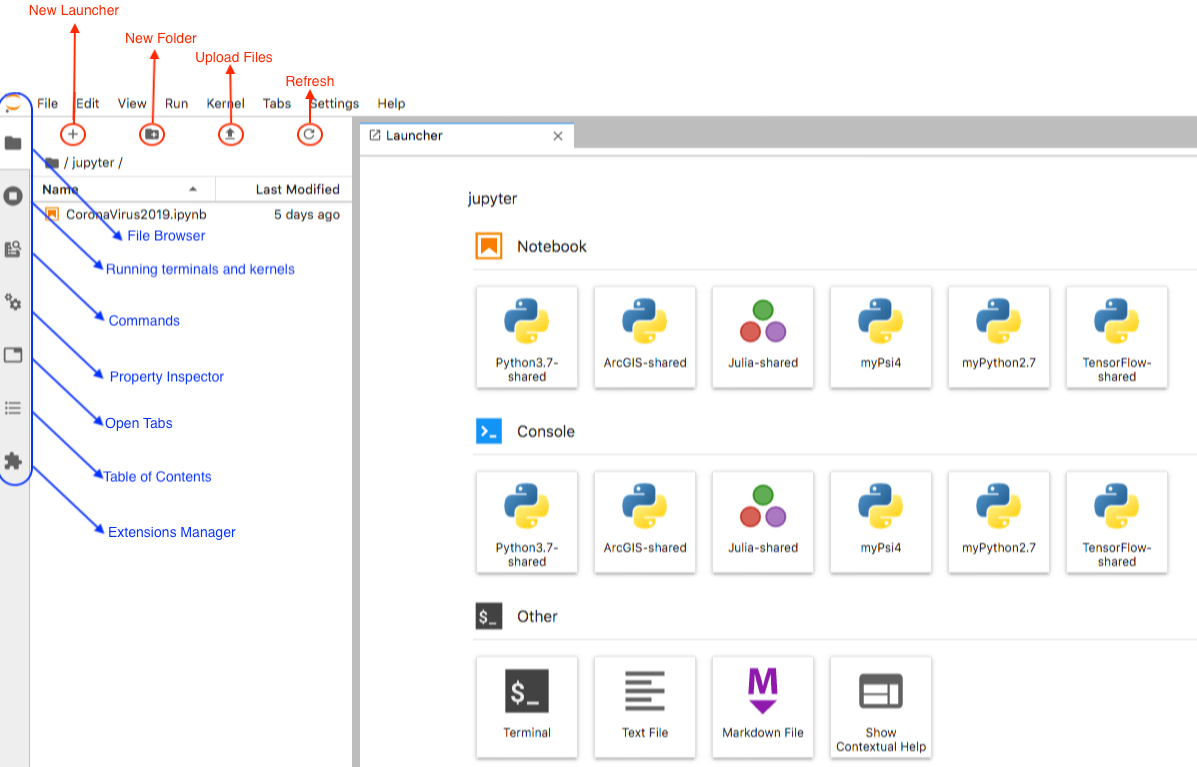 New Launcher
New Folder
Upload Files
Refresh
File Edit View Run Kernel Tabs Settings Help
+
Launcher
/ jupyter /
Name Last Modified
CoronaVirus2019.ipynb 5 days ago
File Browser
Running terminals and kernels
Commands
Property Inspector
Open Tabs
Table of Contents
Extensions Manager
jupyter
Notebook
Python3.7-
shared
ArcGIS-shared
Julia-shared
myPsi4
myPython2.7
TensorFlow-
shared
>_ Console
Python3.7-
shared
ArcGIS-shared
Julia-shared
myPsi4
myPython2.7
TensorFlow-
shared
$_ Other
$_
Terminal
Text File
M
Markdown File
Show
Contextual Help